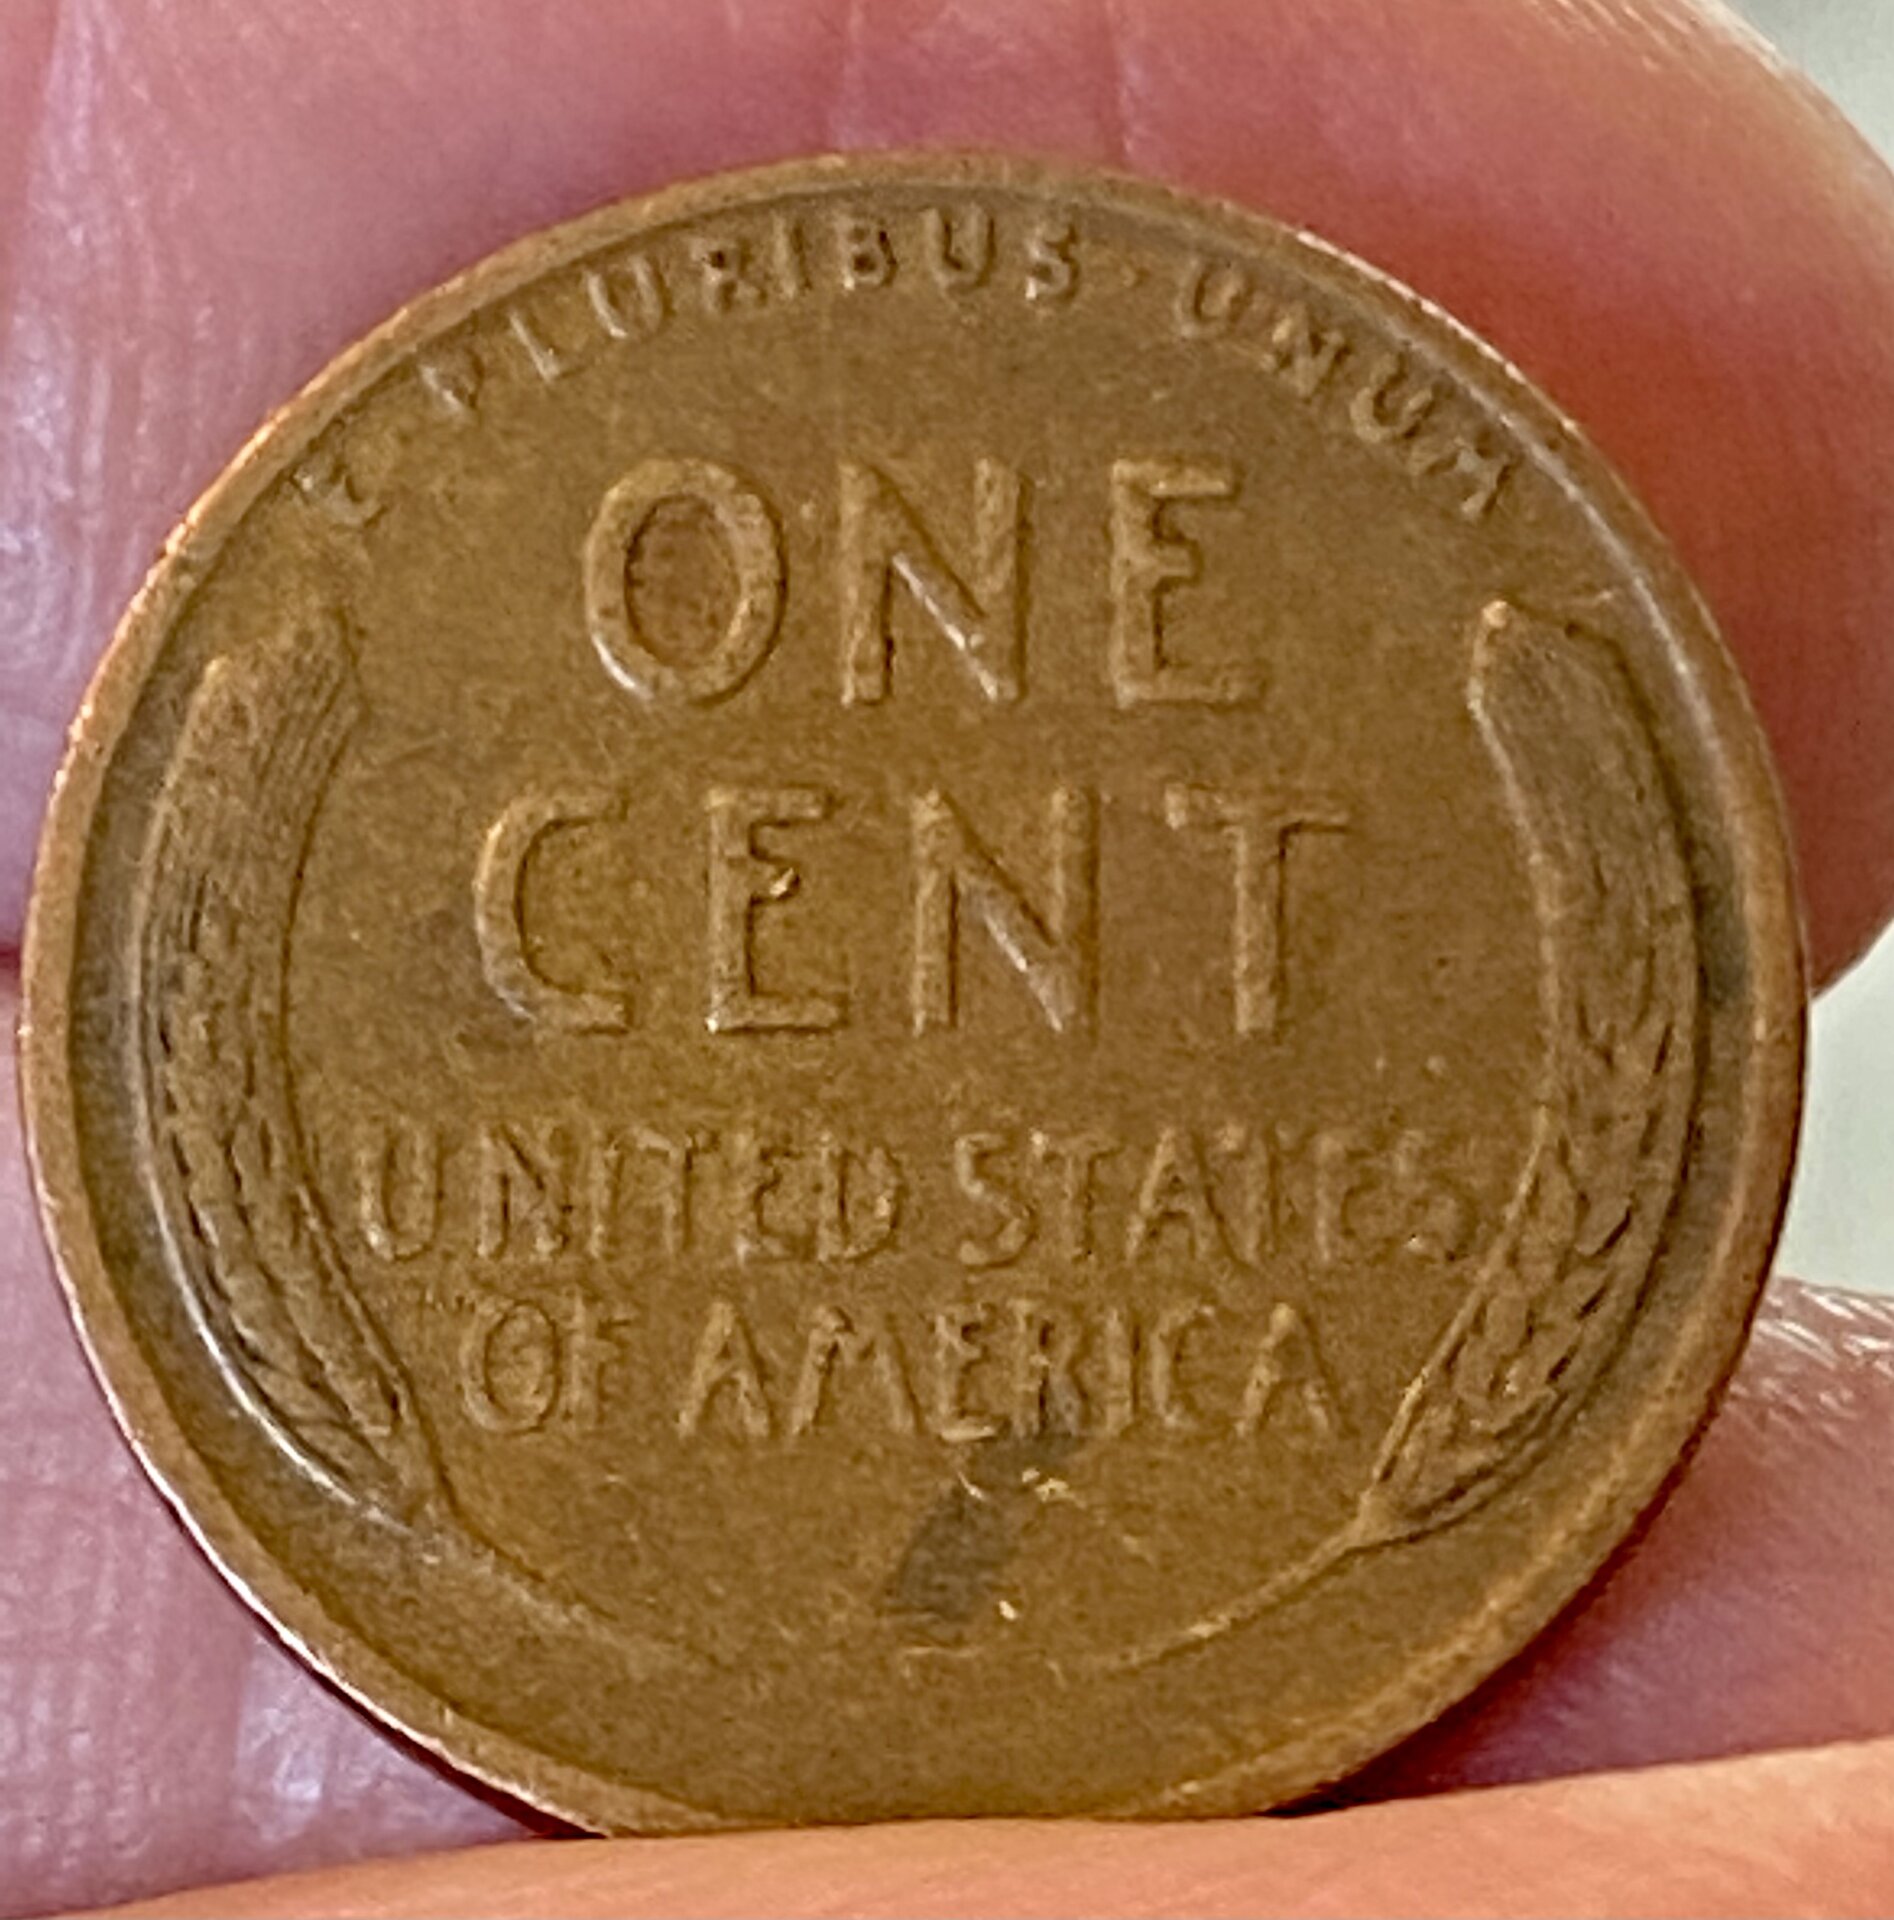 E PLURIBUS · UNUM
ONE
CENT
UNITED STATES
OF AMERICA